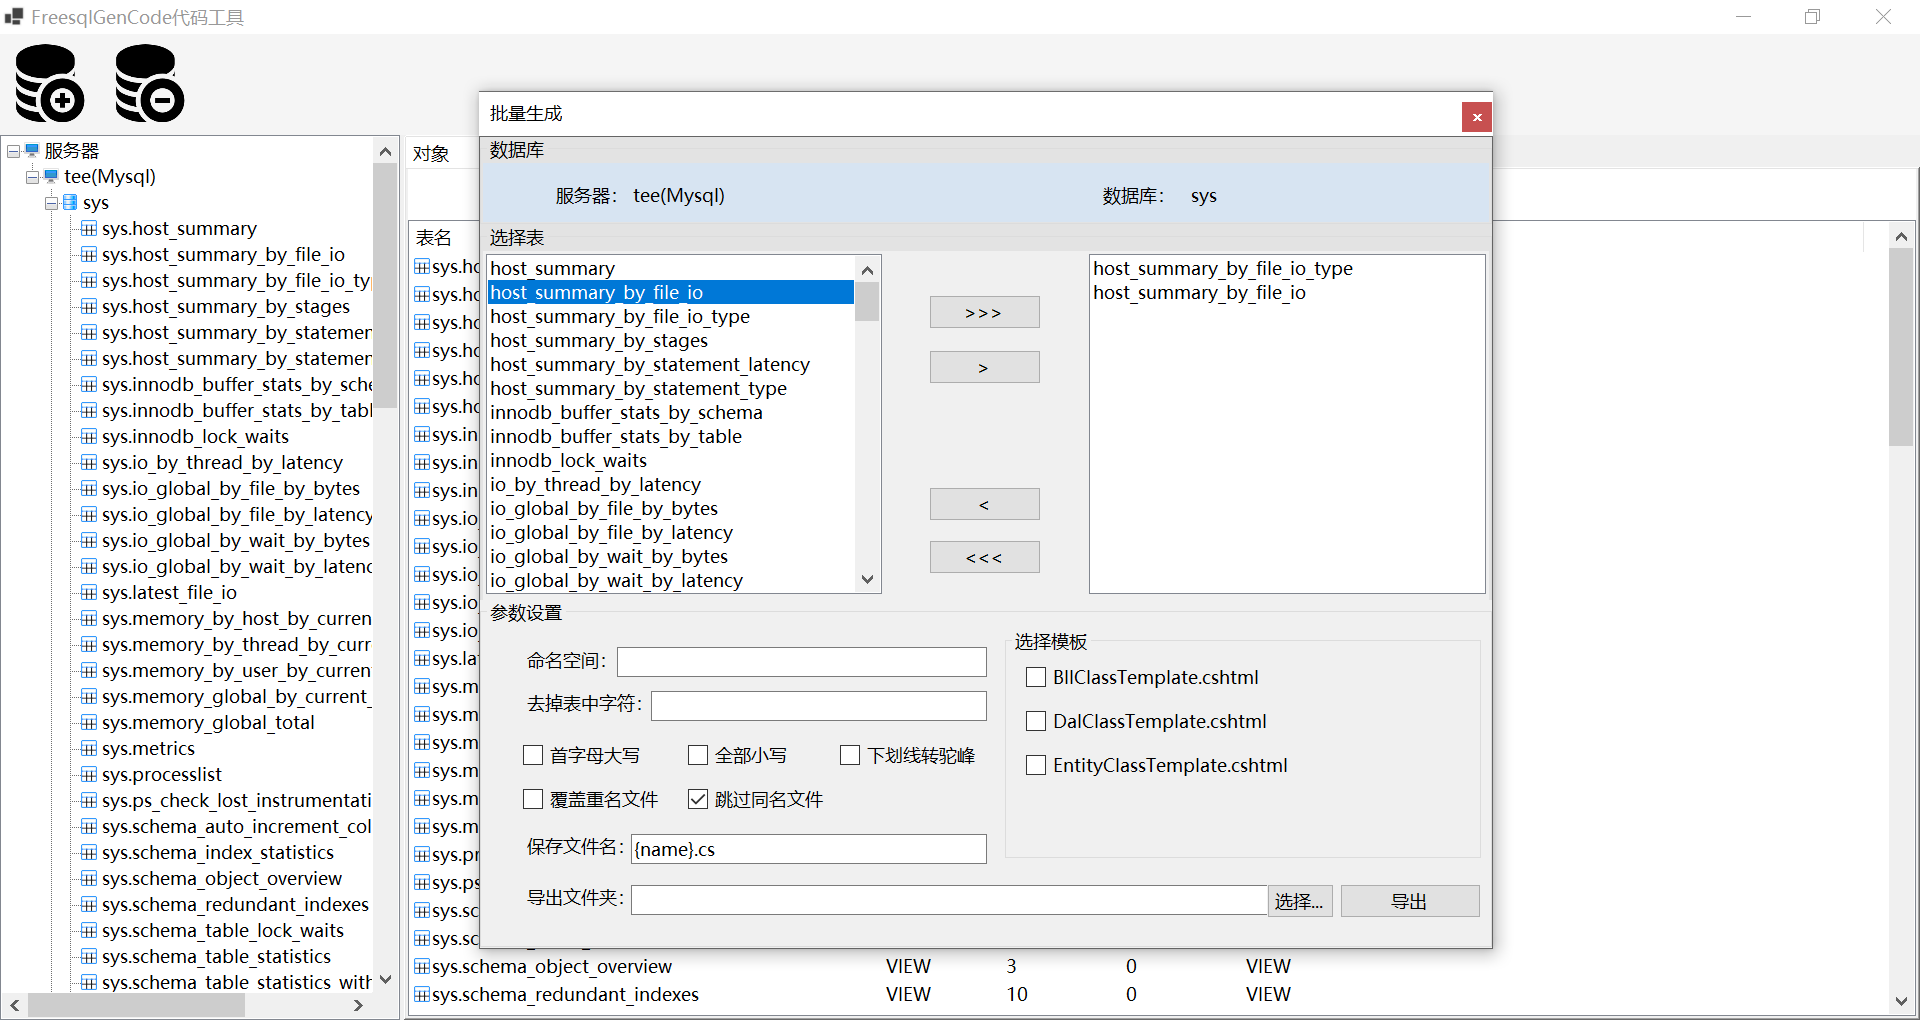 FreesqlGenCode代码工具
服务器
tee(Mysql)
sys
sys.host_summary
sys.host_summary_by_file_io
sys.host_summary_by_file_io_ty
sys.host_summary_by_stages
sys.host_summary_by_statemen
sys.host_summary_by_statemen
sys.innodb_buffer_stats_by_sche
sys.innodb_buffer_stats_by_tabl
sys.innodb_lock_waits
sys.io_by_thread_by_latency
sys.io_global_by_file_by_bytes
sys.io_global_by_file_by_latency
sys.io_global_by_wait_by_bytes
sys.io_global_by_wait_by_latenc
sys.latest_file_io
sys.memory_by_host_by_curren
sys.memory_by_thread_by_curr
sys.memory_by_user_by_curren
sys.memory_global_by_current_
sys.memory_global_total
sys.metrics
sys.processlist
sys.ps_check_lost_instrumentati
sys.schema_auto_increment_col
sys.schema_index_statistics
sys.schema_object_overview
sys.schema_redundant_indexes
sys.schema_table_lock_waits
sys.schema_table_statistics
sys.schema_table_statistics_with
对象
表名
sys.ho
sys.ho
sys.ho
sys.ho
sys.ho
sys.ho
sys.in
sys.in
sys.in
sys.io
sys.io
sys.io
sys.io
sys.io
sys.lat
sys.m
sys.m
sys.m
sys.m
sys.m
sys.m
sys.pr
sys.ps
sys.sc
sys.sc
sys.schema_object_overview VIEW 3 0 VIEW
sys.schema_redundant_indexes VIEW 10 0 VIEW
批量生成
数据库
服务器： tee(Mysql) 数据库： sys
选择表
host_summary
host_summary_by_file_io
host_summary_by_file_io_type
host_summary_by_stages
host_summary_by_statement_latency
host_summary_by_statement_type
innodb_buffer_stats_by_schema
innodb_buffer_stats_by_table
innodb_lock_waits
io_by_thread_by_latency
io_global_by_file_by_bytes
io_global_by_file_by_latency
io_global_by_wait_by_bytes
io_global_by_wait_by_latency
>>>
>
<
<<<
host_summary_by_file_io_type
host_summary_by_file_io
参数设置
命名空间：
去掉表中字符：
首字母大写 全部小写 下划线转驼峰
覆盖重名文件 跳过同名文件
保存文件名： {name}.cs
导出文件夹： 选择... 导出
选择模板
BllClassTemplate.cshtml
DalClassTemplate.cshtml
EntityClassTemplate.cshtml